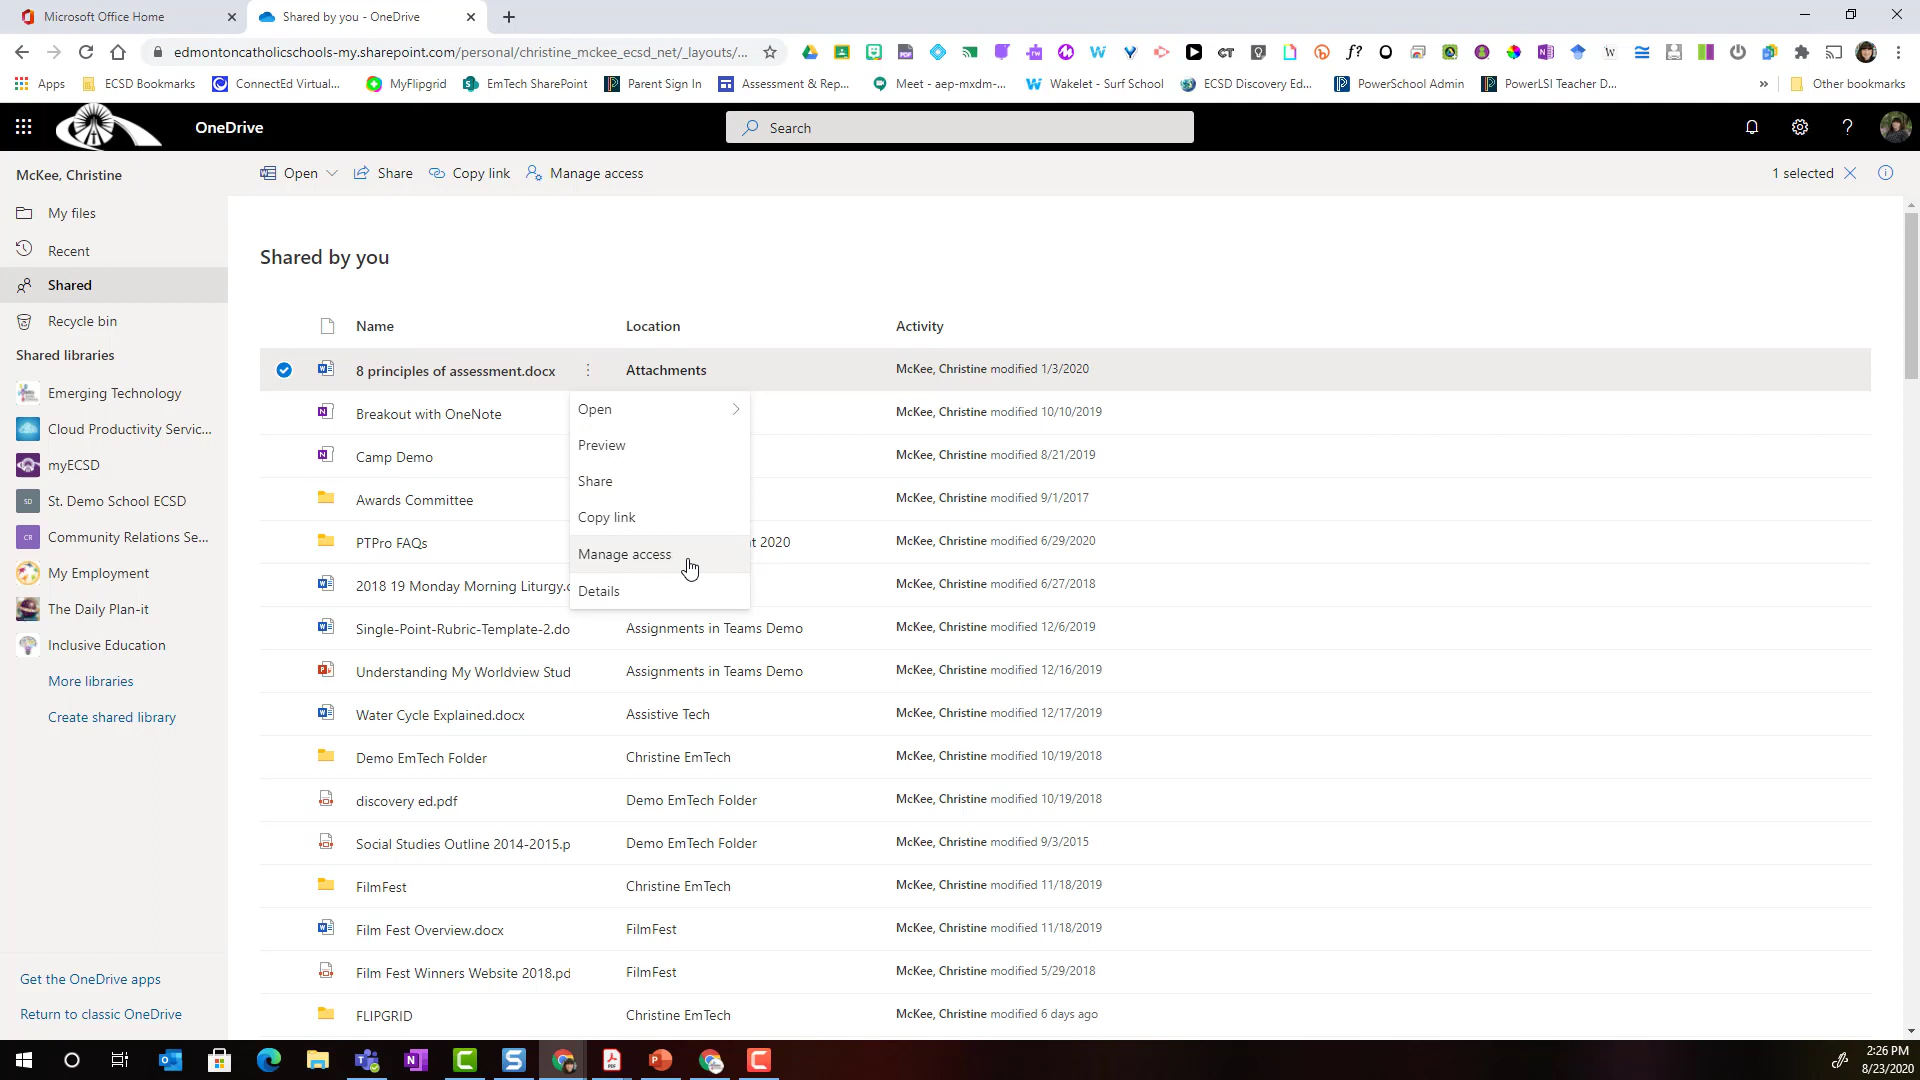 Microsoft Office Home
Shared by you - OneDrive
edmontoncatholicschools-my.sharepoint.com/personal/christine_mckee_ecsd_net/_layouts/...
Apps
ECSD Bookmarks
ConnectEd Virtual...
MyFlipgrid
EmTech SharePoint
Parent Sign In
Assessment & Rep...
Meet - aep-mxdm-...
Wakelet - Surf School
ECSD Discovery Ed...
PowerSchool Admin
PowerLSI Teacher D...
» Other bookmarks
OneDrive
Search
McKee, Christine
Open
Share
Copy link
Manage access
1 selected
My files
Recent
Shared
Recycle bin
Shared libraries
Emerging Technology
Cloud Productivity Servic...
myECSD
SD St. Demo School ECSD
CR Community Relations Se...
My Employment
The Daily Plan-it
Inclusive Education
More libraries
Create shared library
Get the OneDrive apps
Return to classic OneDrive
Shared by you
Name Location Activity
8 principles of assessment.docx Attachments McKee, Christine modified 1/3/2020
Breakout with OneNote McKee, Christine modified 10/10/2019
Camp Demo McKee, Christine modified 8/21/2019
Awards Committee McKee, Christine modified 9/1/2017
PTPro FAQs t 2020 McKee, Christine modified 6/29/2020
2018 19 Monday Morning Liturgy.c McKee, Christine modified 6/27/2018
Single-Point-Rubric-Template-2.do Assignments in Teams Demo McKee, Christine modified 12/6/2019
Understanding My Worldview Stud Assignments in Teams Demo McKee, Christine modified 12/16/2019
Water Cycle Explained.docx Assistive Tech McKee, Christine modified 12/17/2019
Demo EmTech Folder Christine EmTech McKee, Christine modified 10/19/2018
discovery ed.pdf Demo EmTech Folder McKee, Christine modified 10/19/2018
Social Studies Outline 2014-2015.p Demo EmTech Folder McKee, Christine modified 9/3/2015
FilmFest Christine EmTech McKee, Christine modified 11/18/2019
Film Fest Overview.docx FilmFest McKee, Christine modified 11/18/2019
Film Fest Winners Website 2018.pd FilmFest McKee, Christine modified 5/29/2018
FLIPGRID Christine EmTech McKee, Christine modified 6 days ago
Open
Preview
Share
Copy link
Manage access
Details
2:26 PM
8/23/2020